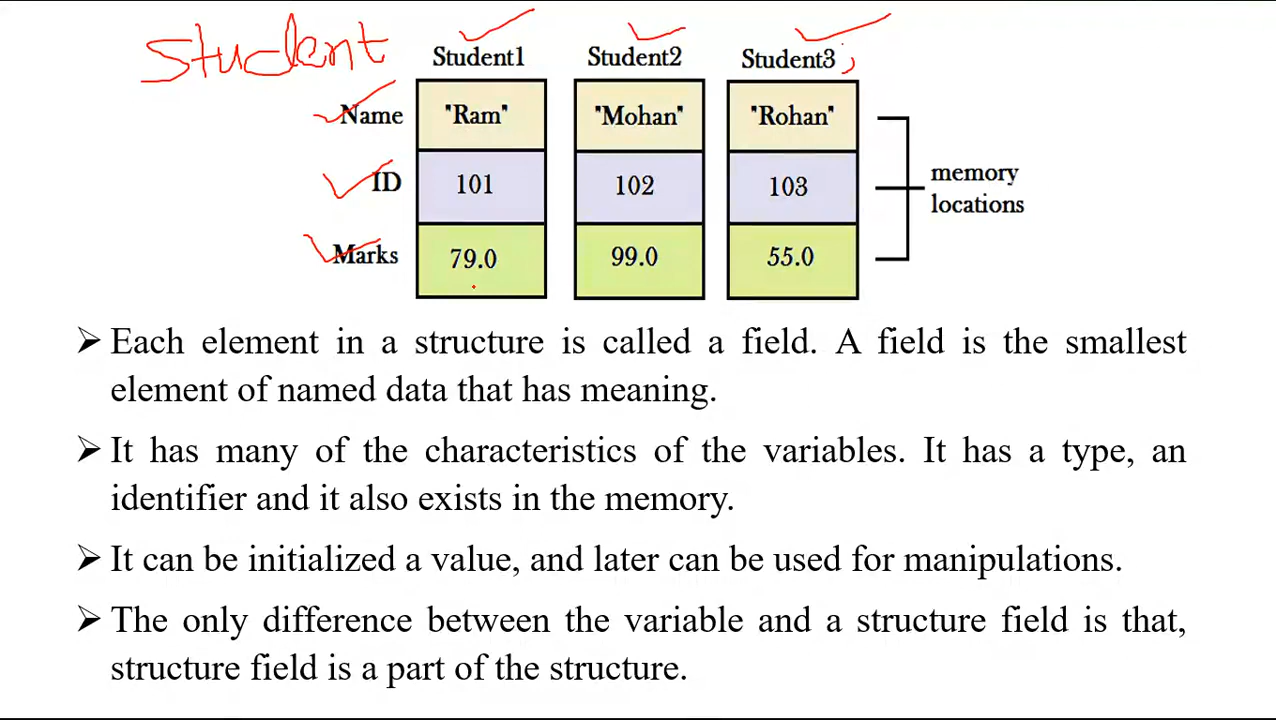 Student
Student1 Student2 Student3 ;
Name "Ram" "Mohan" "Rohan"
memory
ID 101 102 103
locations
Marks 79.0 99.0 55.0
➢ Each element in a structure is called a field. A field is the smallest
element of named data that has meaning.
➢ It has many of the characteristics of the variables. It has a type, an
identifier and it also exists in the memory.
➢ It can be initialized a value, and later can be used for manipulations.
➢ The only difference between the variable and a structure field is that,
structure field is a part of the structure.